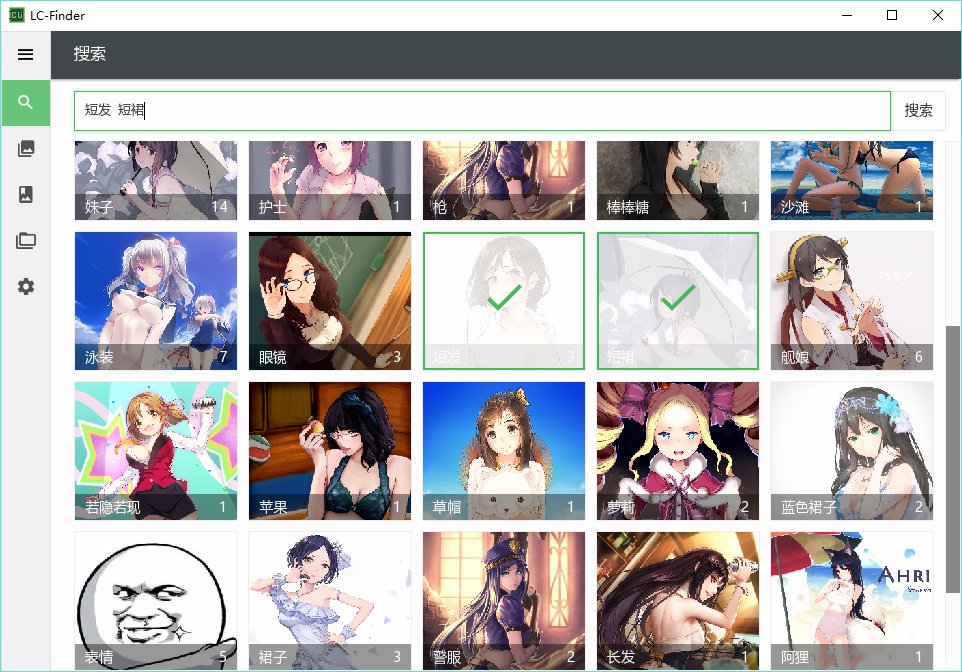 LC-Finder
搜索
短发 短裙
搜索
妹子 14
护士 1
枪 1
棒棒糖 1
沙滩 1
泳装 7
眼镜 3
短发 3
短裙 7
舰娘 6
若隐若现 1
苹果 1
草帽 1
萝莉 2
蓝色裙子 2
表情 5
裙子 3
警服 2
长发 1
AHRI
阿狸 1